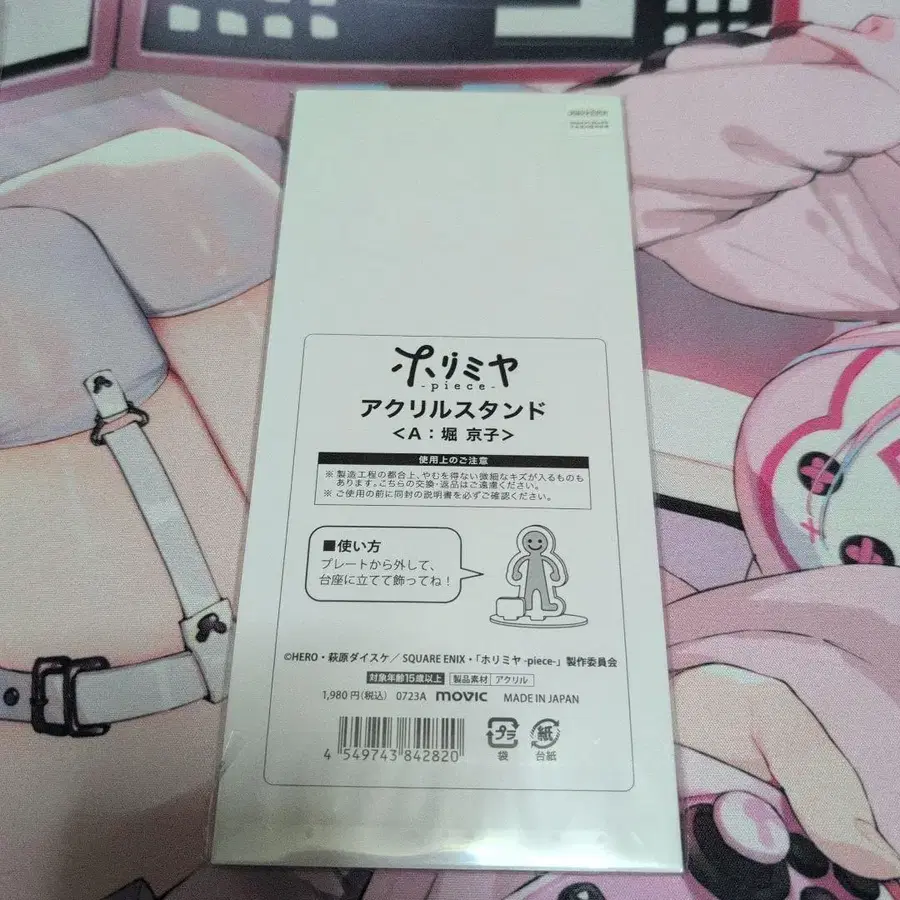 ホリミヤ
-piece-
アクリルスタンド
<A：堀 京子>
使用上のご注意
※ 製造工程の都合上、やむを得ない微細なキズが入るものも
あります。こちらの交換・返品はご遠慮ください。
※ ご使用の前に同封の説明書を必ずご確認ください。
■使い方
プレートから外して、
台座に立てて飾ってね！
©HERO・萩原ダイスケ／SQUARE ENIX・「ホリミヤ -piece-」製作委員会
対象年齢15歳以上 製品素材 アクリル
1,980円(税込) 0723A movic MADE IN JAPAN
4 549743 842820
プラ 紙
袋 台紙